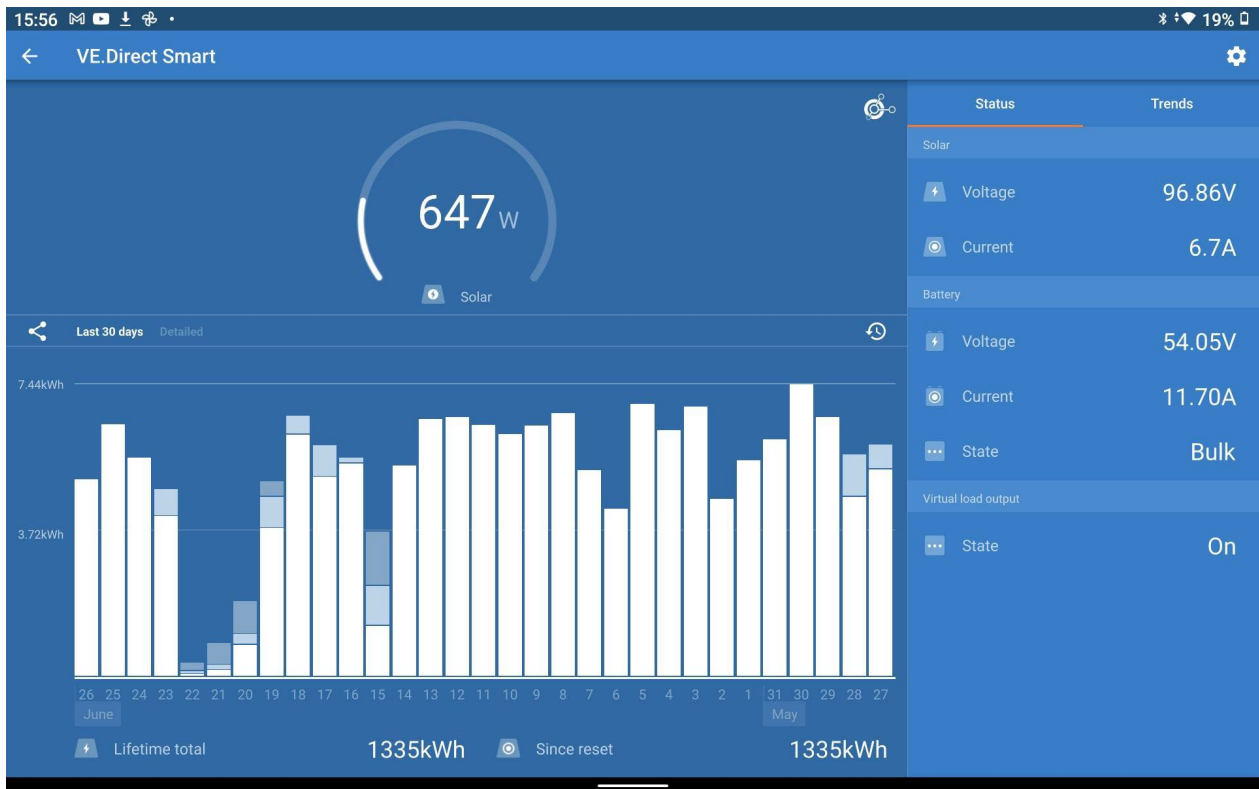 15:56 19%
VE.Direct Smart
647 W
Solar
Last 30 days Detailed
7.44kWh
3.72kWh
26 25 24 23 22 21 20 19 18 17 16 15 14 13 12 11 10 9 8 7 6 5 4 3 2 1 31 30 29 28 27
June May
Lifetime total 1335kWh Since reset 1335kWh
Status Trends
Solar
Voltage 96.86V
Current 6.7A
Battery
Voltage 54.05V
Current 11.70A
State Bulk
Virtual load output
State On